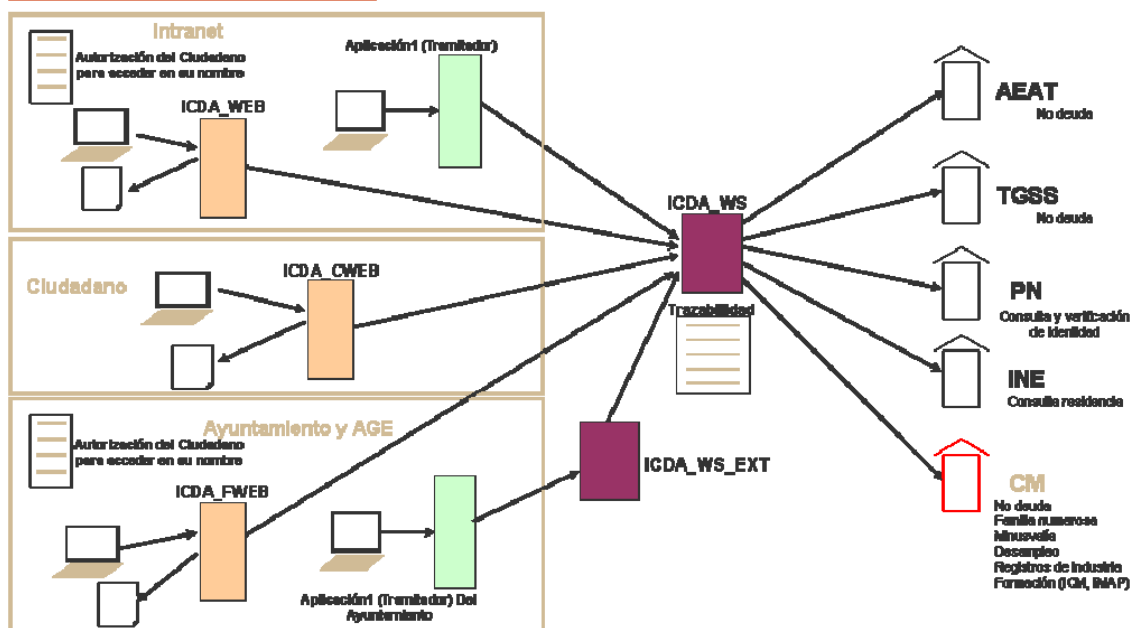 Intranet
Autorización del Ciudadano
para acceder en su nombre
Aplicación1 (Tramitador)
ICDA_WEB
Ciudadano
ICDA_CWEB
Ayuntamiento y AGE
Autorización del Ciudadano
para acceder en su nombre
ICDA_FWEB
Aplicación1 (Tramitador) Del
Ayuntamiento
ICDA_WS
Trazabilidad
ICDA_WS_EXT
AEAT
No deuda
TGSS
No deuda
PN
Consulta y verificación
de identidad
INE
Consulta residencia
CM
No deuda
Familia numerosa
Minusvalía
Desempleo
Registros de Industria
Formación (ICM, IMAP)